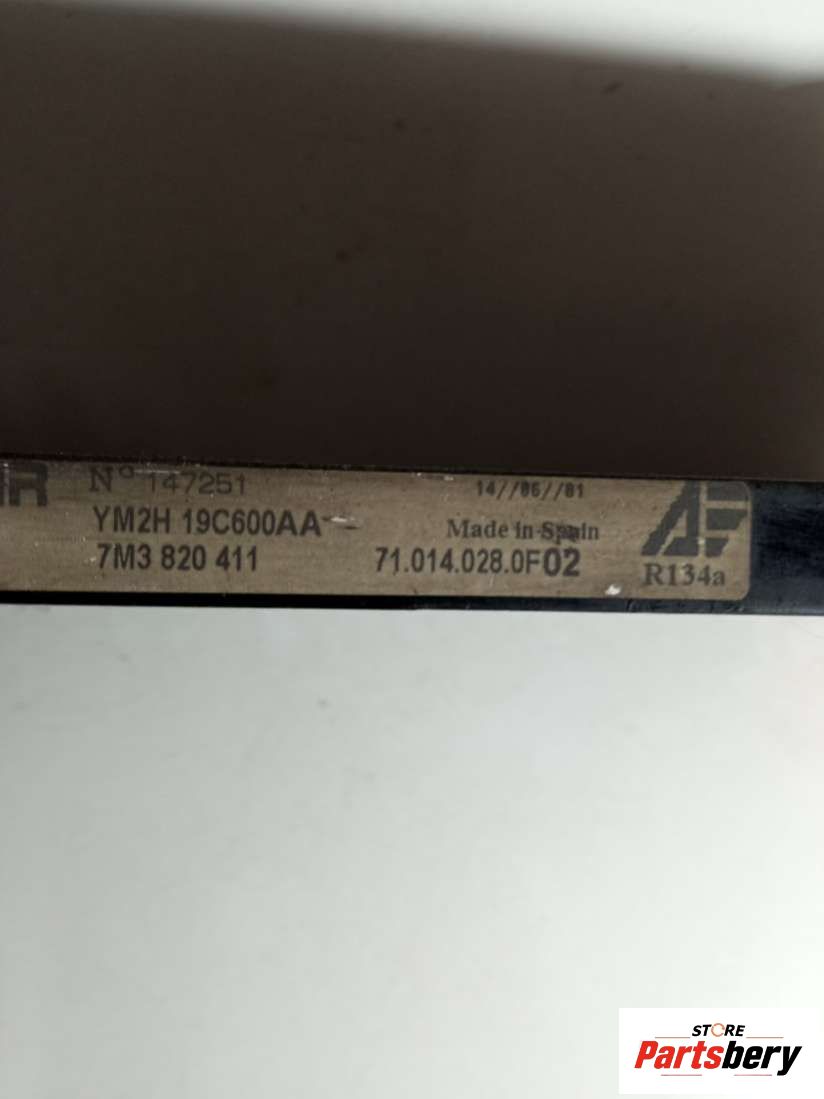 IR N° 147251 14//06//01
YM2H 19C600AA Made in Spain
7M3 820 411 71.014.028.0F02
R134a
STORE
Partsbery